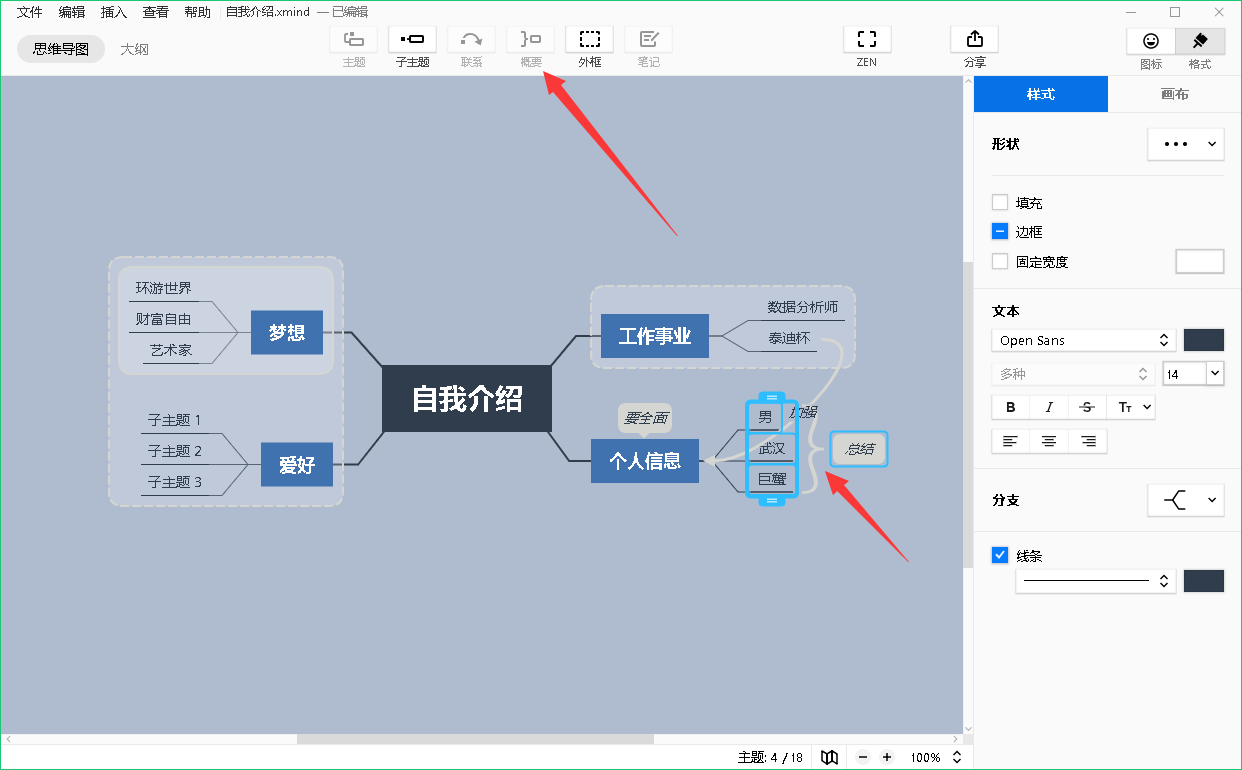 文件 编辑 插入 查看 帮助 自我介绍.xmind — 已编辑
思维导图 大纲
主题 子主题 联系 概要 外框 笔记 ZEN 分享 图标 格式
样式 画布
形状
填充
边框
固定宽度
文本
Open Sans
多种 14
B I S Tт
分支
线条
环游世界
财富自由
艺术家
梦想
子主题 1
子主题 2
子主题 3
爱好
自我介绍
工作事业
数据分析师
泰迪杯
要全面
个人信息
男
武汉
巨蟹
加强
总结
主题: 4 / 18 100%